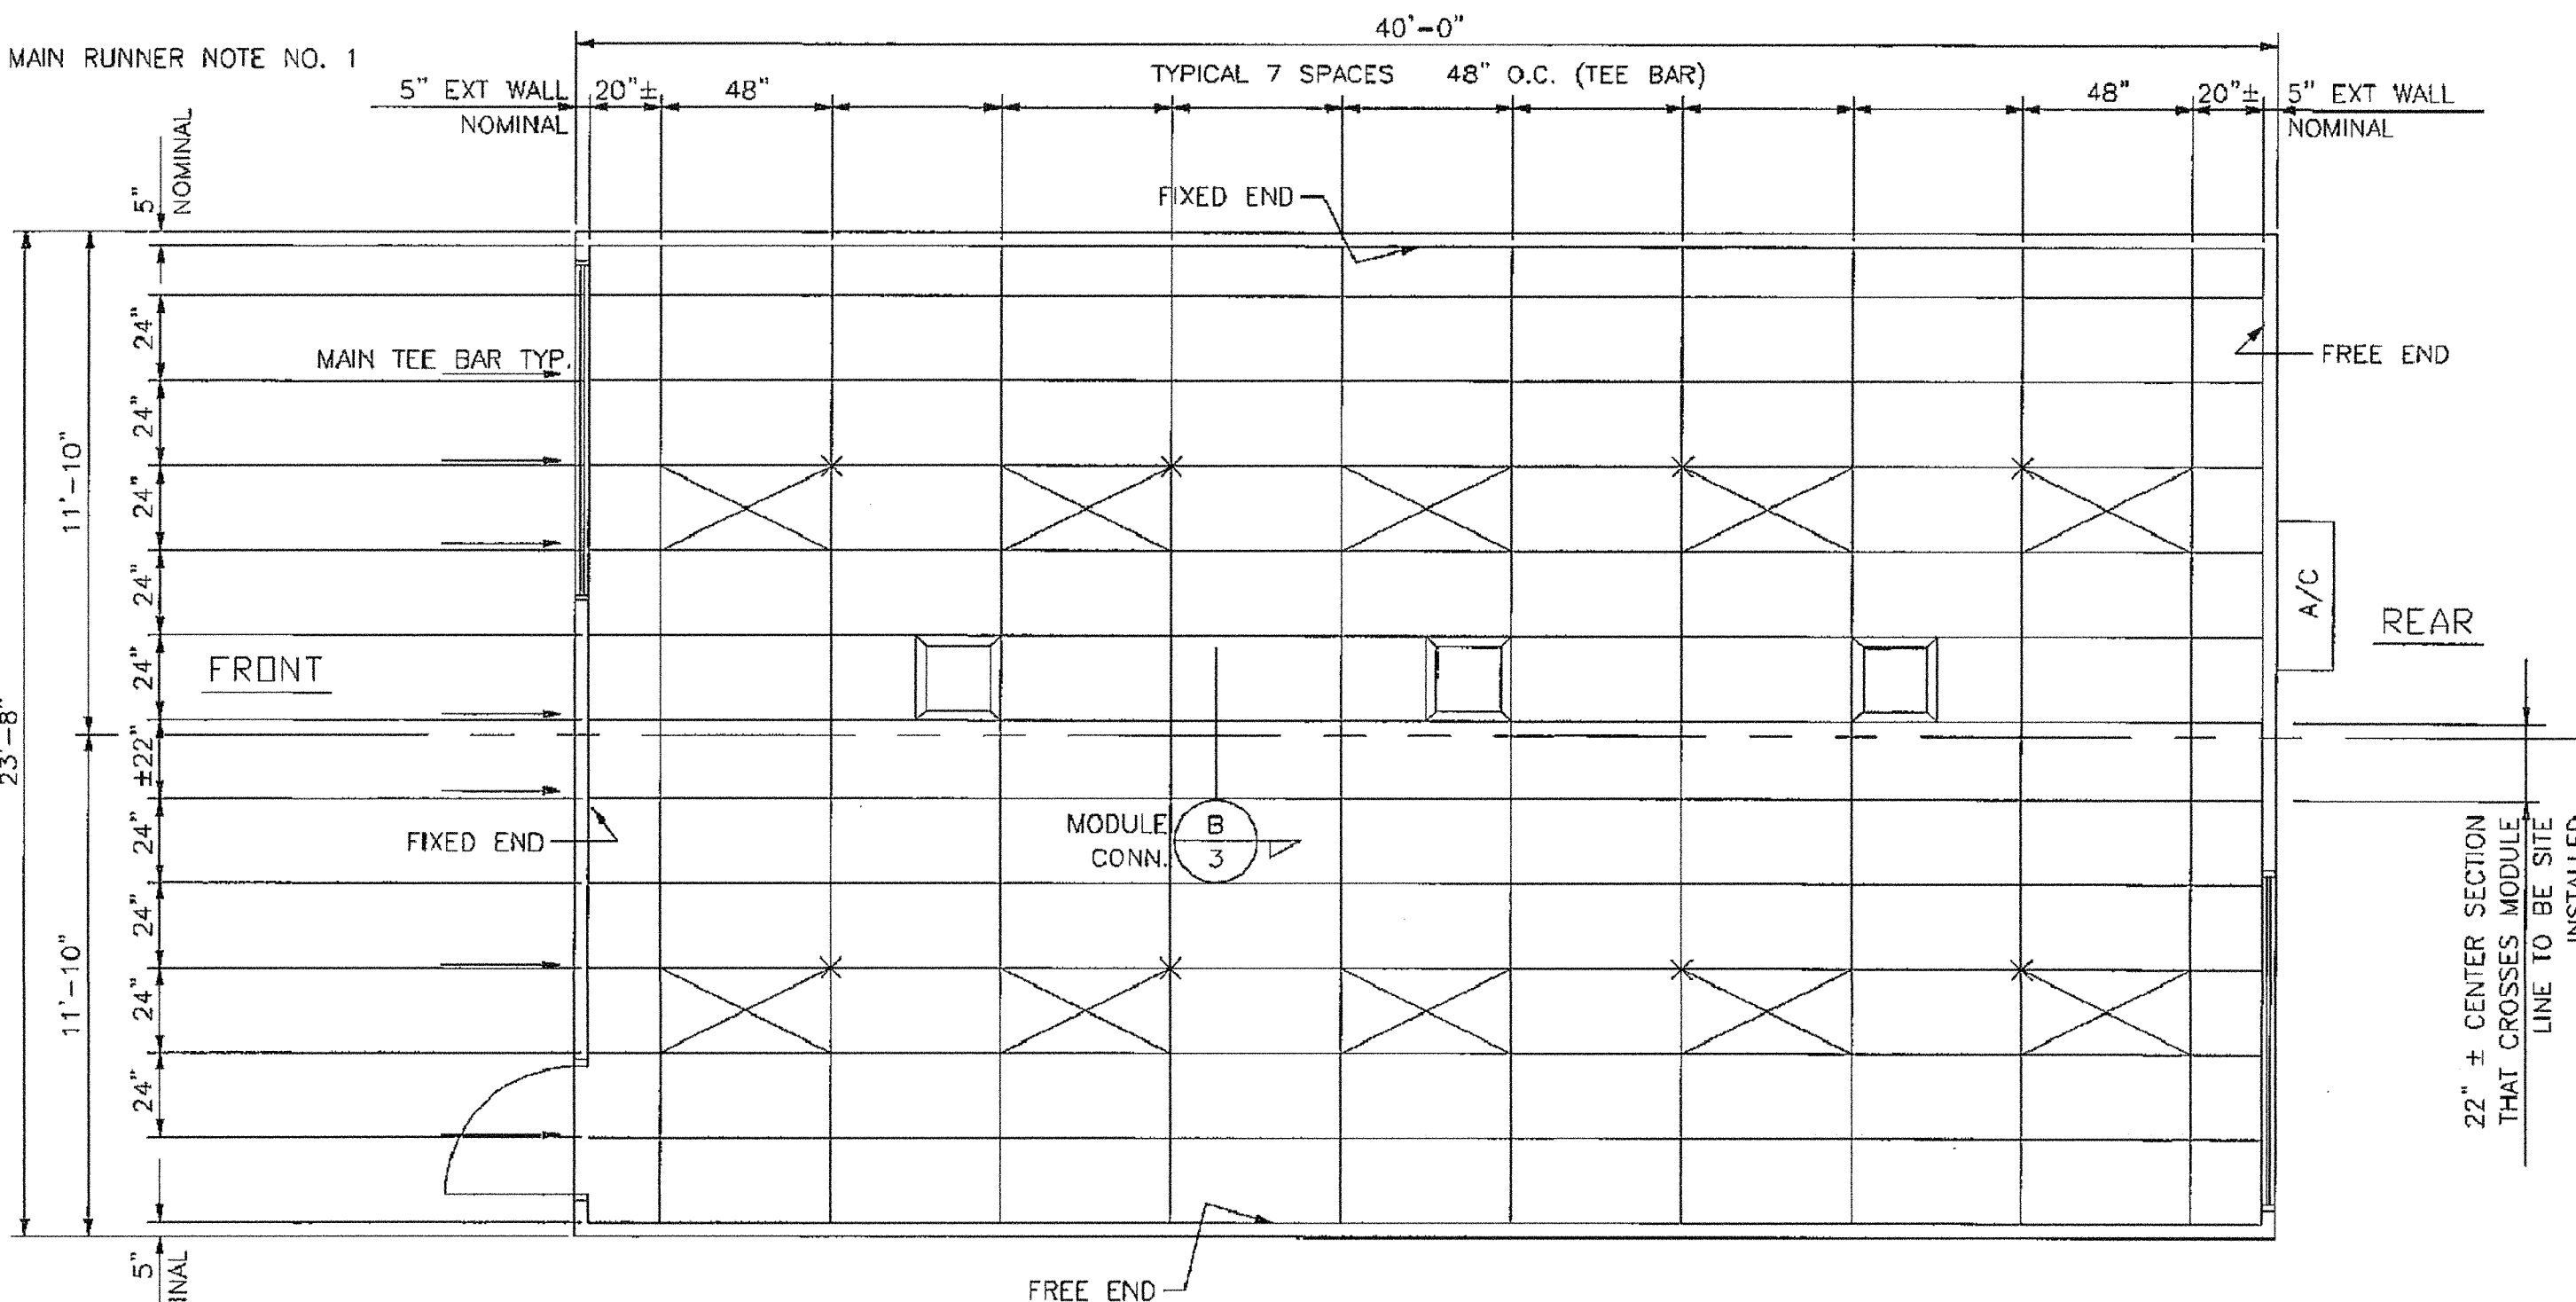 40'-0"
MAIN RUNNER NOTE NO. 1
TYPICAL 7 SPACES 48" O.C. (TEE BAR)
5" EXT WALL
NOMINAL
20"±
48"
48"
20"±
5" EXT WALL
NOMINAL
5"
NOMINAL
FIXED END
24"
MAIN TEE BAR TYP.
FREE END
24"
11'-10"
24"
24"
A/C
REAR
24"
FRONT
23'-8"
±22"
24"
FIXED END
MODULE
CONN.
B
3
22" ± CENTER SECTION
THAT CROSSES MODULE
LINE TO BE SITE
INSTALLED
24"
11'-10"
24"
24"
5"
FREE END